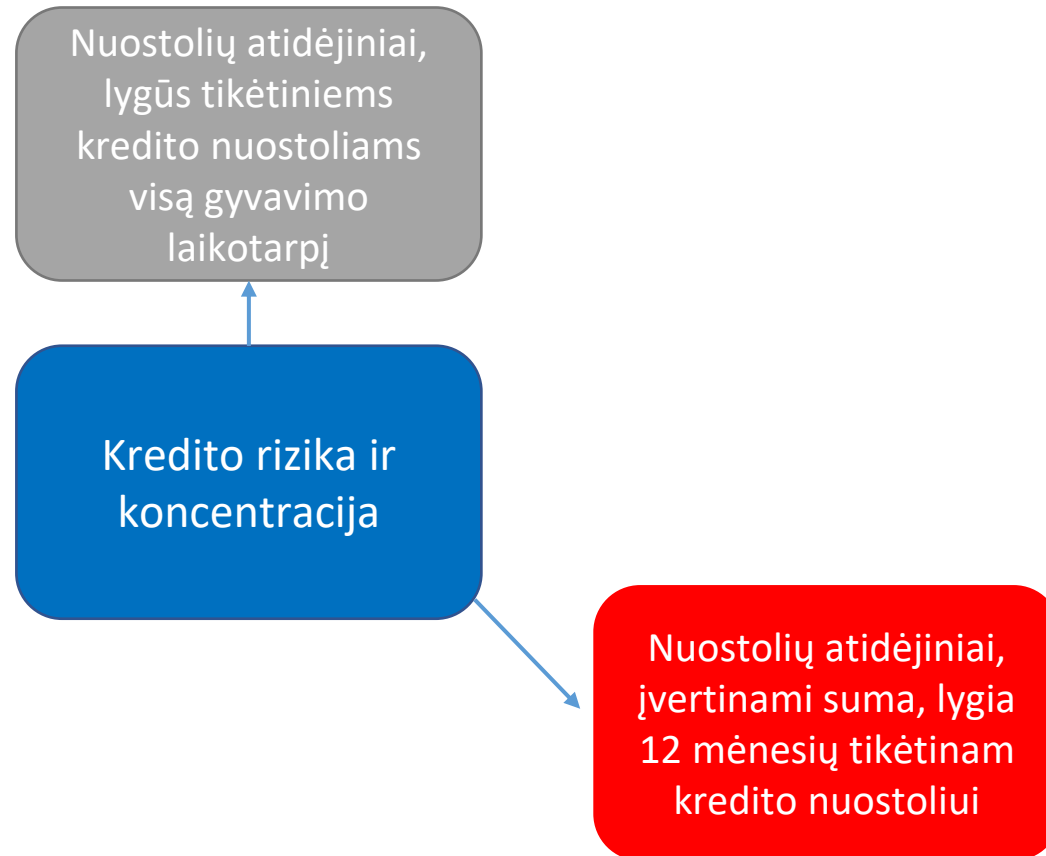 Nuostolių atidėjiniai,
lygūs tikėtiniems
kredito nuostoliams
visą gyvavimo
laikotarpį
Kredito rizika ir
koncentracija
Nuostolių atidėjiniai,
įvertinami suma, lygia
12 mėnesių tikėtinam
kredito nuostoliui